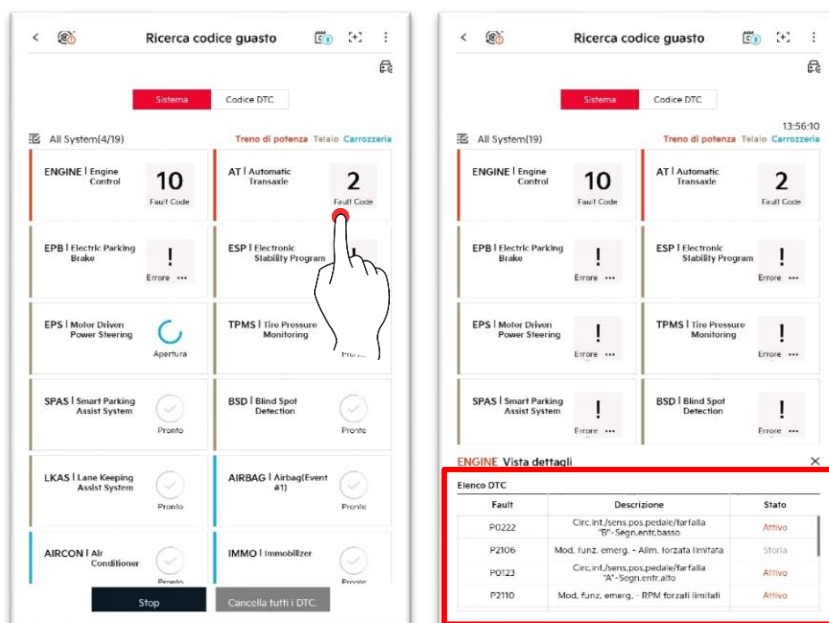 Ricerca codice guasto
Sistema
Codice DTC
All System(4/19)
Treno di potenza Telaio Carrozzeria
ENGINE | Engine
Control
10
Fault Code
AT | Automatic
Transaxle
2
Fault Code
EPB | Electric Parking
Brake
!
Errore ...
ESP | Electronic
Stability Program
EPS | Motor Driven
Power Steering
Apertura
TPMS | Tire Pressure
Monitoring
SPAS | Smart Parking
Assist System
Pronto
BSD | Blind Spot
Detection
Pronto
LKAS | Lane Keeping
Assist System
Pronto
AIRBAG | Airbag(Event
#1)
Pronto
AIRCON | Air
Conditioner
Pronto
IMMO | Immobilizer
Pronto
Stop
Cancella tutti i DTC.
Ricerca codice guasto
Sistema
Codice DTC
13:56:10
All System(19)
Treno di potenza Telaio Carrozzeria
ENGINE | Engine
Control
10
Fault Code
AT | Automatic
Transaxle
2
Fault Code
EPB | Electric Parking
Brake
!
Errore ...
ESP | Electronic
Stability Program
!
Errore ...
EPS | Motor Driven
Power Steering
!
Errore ...
TPMS | Tire Pressure
Monitoring
!
Errore ...
SPAS | Smart Parking
Assist System
!
Errore ...
BSD | Blind Spot
Detection
!
Errore ...
ENGINE Vista dettagli
Elenco DTC
Fault Descrizione Stato
P0222 Circ.int./sens.pos.pedale/farfalla "B"-Segn.entr.basso Attivo
P2106 Mod. funz. emerg. - Alim. forzata limitata Storia
P0123 Circ.int./sens.pos.pedale/farfalla "A"-Segn.entr.alto Attivo
P2110 Mod. funz. emerg. - RPM forzati limitati Attivo